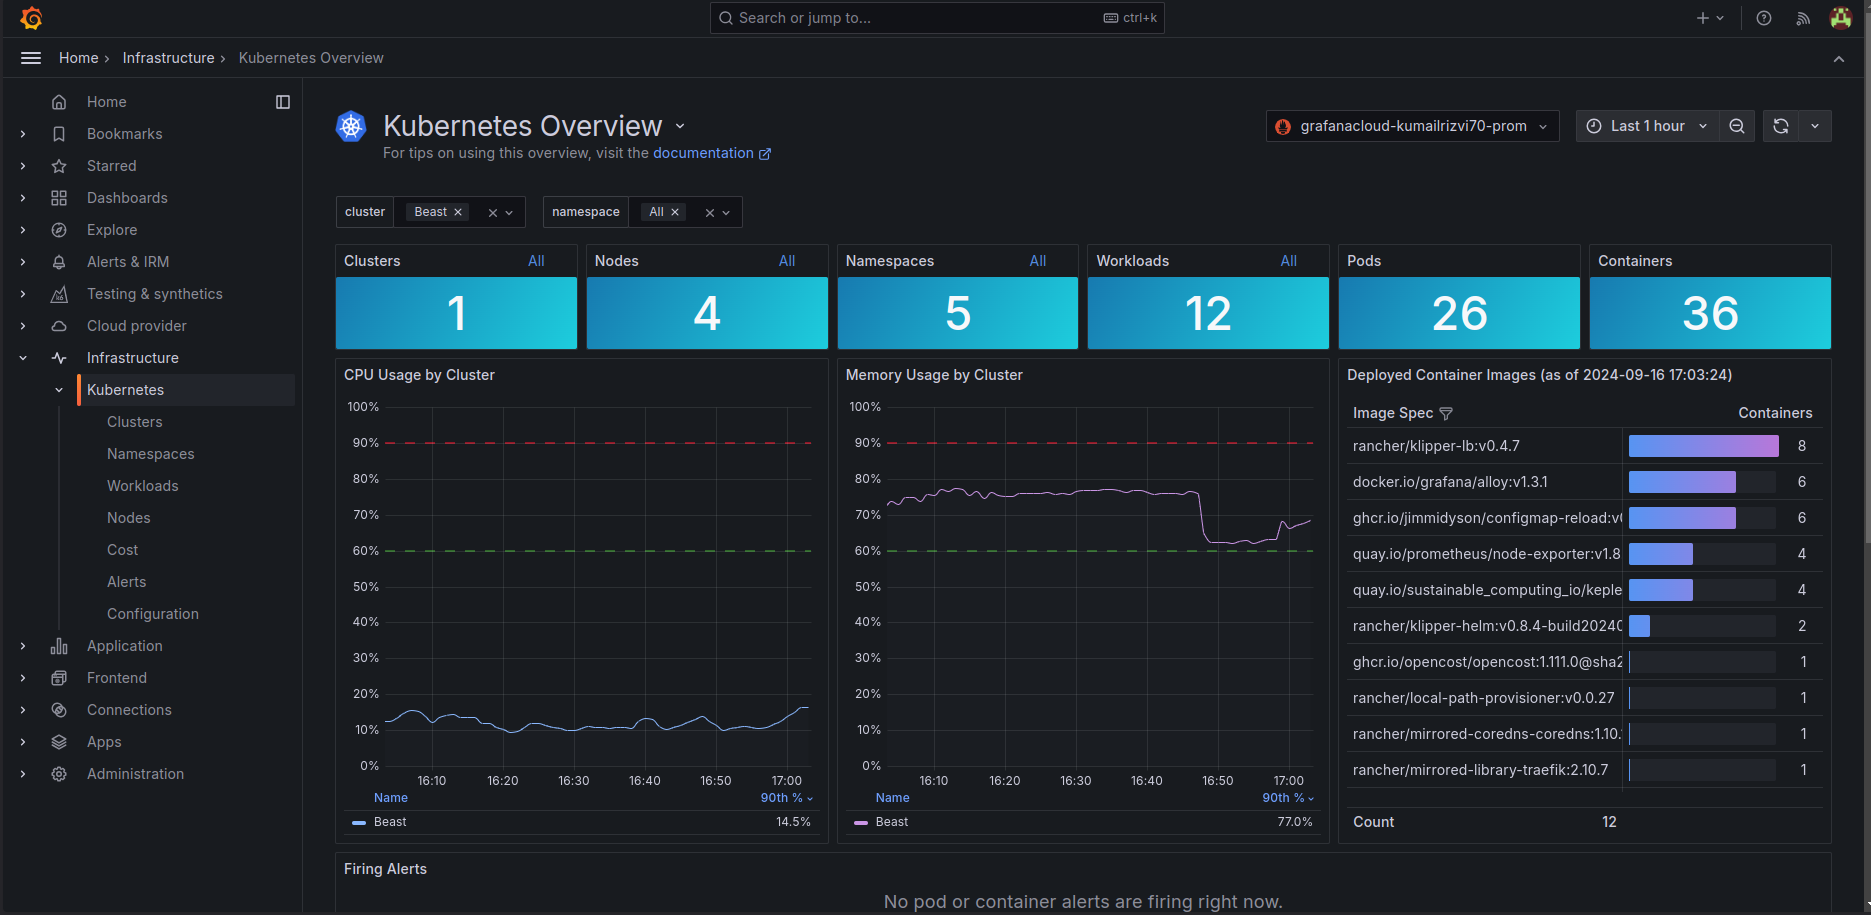 Search or jump to...
ctrl+k
Home › Infrastructure › Kubernetes Overview
Home
Bookmarks
Starred
Dashboards
Explore
Alerts & IRM
Testing & synthetics
Cloud provider
Infrastructure
Kubernetes
Clusters
Namespaces
Workloads
Nodes
Cost
Alerts
Configuration
Application
Frontend
Connections
Apps
Administration
Kubernetes Overview
For tips on using this overview, visit the documentation
grafanacloud-kumailrizvi70-prom
Last 1 hour
cluster
Beast
namespace
All
Clusters
All
1
Nodes
All
4
Namespaces
All
5
Workloads
All
12
Pods
26
Containers
36
CPU Usage by Cluster
100%
90%
80%
70%
60%
50%
40%
30%
20%
10%
0%
16:10
16:20
16:30
16:40
16:50
17:00
Name
90th %
Beast
14.5%
Memory Usage by Cluster
100%
90%
80%
70%
60%
50%
40%
30%
20%
10%
0%
16:10
16:20
16:30
16:40
16:50
17:00
Name
90th %
Beast
77.0%
Deployed Container Images (as of 2024-09-16 17:03:24)
Image Spec
Containers
rancher/klipper-lb:v0.4.7
8
docker.io/grafana/alloy:v1.3.1
6
ghcr.io/jimmidyson/configmap-reload:v
6
quay.io/prometheus/node-exporter:v1.8
4
quay.io/sustainable_computing_io/keple
4
rancher/klipper-helm:v0.8.4-build2024
2
ghcr.io/opencost/opencost:1.111.0@sha2
1
rancher/local-path-provisioner:v0.0.27
1
rancher/mirrored-coredns-coredns:1.10.
1
rancher/mirrored-library-traefik:2.10.7
1
Count
12
Firing Alerts
No pod or container alerts are firing right now.